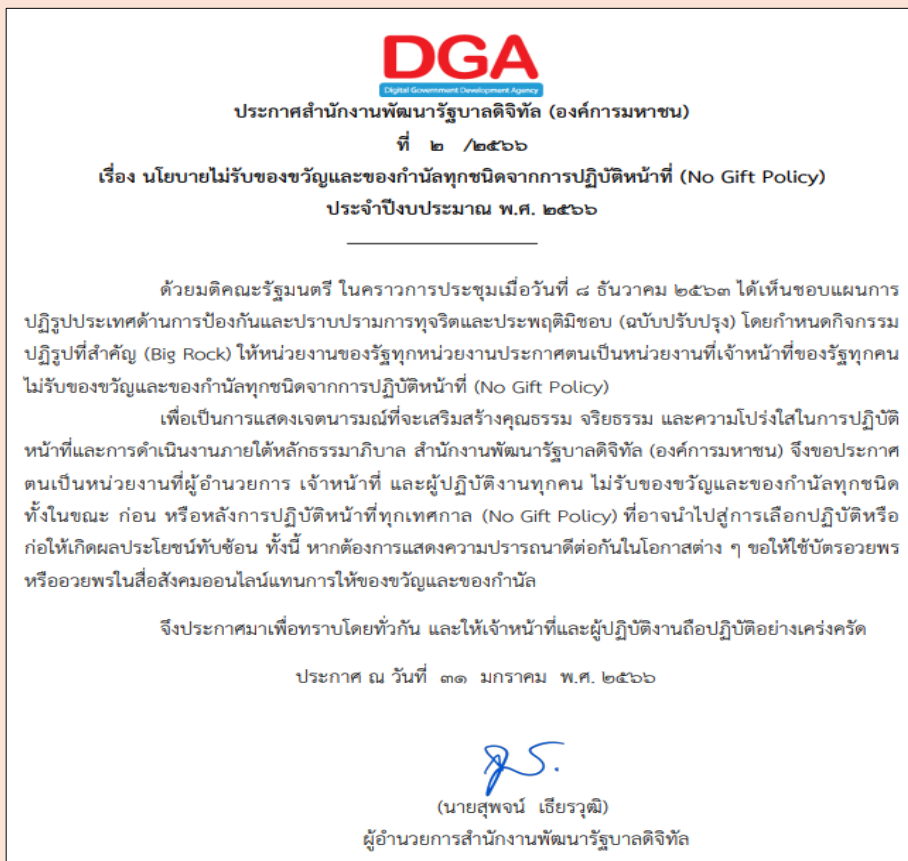 DGA
Digital Government Development Agency
ประกาศสำนักงานพัฒนารัฐบาลดิจิทัล (องค์การมหาชน)
ที่ ๒ /๒๕๖๖
เรื่อง นโยบายไม่รับของขวัญและของกำนัลทุกชนิดจากการปฏิบัติหน้าที่ (No Gift Policy)
ประจำปีงบประมาณ พ.ศ. ๒๕๖๖
ด้วยมติคณะรัฐมนตรี ในคราวการประชุมเมื่อวันที่ ๘ ธันวาคม ๒๕๖๓ ได้เห็นชอบแผนการ
ปฏิรูปประเทศด้านการป้องกันและปราบปรามการทุจริตและประพฤติมิชอบ (ฉบับปรับปรุง) โดยกำหนดกิจกรรม
ปฏิรูปที่สำคัญ (Big Rock) ให้หน่วยงานของรัฐทุกหน่วยงานประกาศตนเป็นหน่วยงานที่เจ้าหน้าที่ของรัฐทุกคน
ไม่รับของขวัญและของกำนัลทุกชนิดจากการปฏิบัติหน้าที่ (No Gift Policy)
เพื่อเป็นการแสดงเจตนารมณ์ที่จะเสริมสร้างคุณธรรม จริยธรรม และความโปร่งใสในการปฏิบัติ
หน้าที่และการดำเนินงานภายใต้หลักธรรมาภิบาล สำนักงานพัฒนารัฐบาลดิจิทัล (องค์การมหาชน) จึงขอประกาศ
ตนเป็นหน่วยงานที่ผู้อำนวยการ เจ้าหน้าที่ และผู้ปฏิบัติงานทุกคน ไม่รับของขวัญและของกำนัลทุกชนิด
ทั้งในขณะ ก่อน หรือหลังการปฏิบัติหน้าที่ทุกเทศกาล (No Gift Policy) ที่อาจนำไปสู่การเลือกปฏิบัติหรือ
ก่อให้เกิดผลประโยชน์ทับซ้อน ทั้งนี้ หากต้องการแสดงความปรารถนาดีต่อกันในโอกาสต่าง ๆ ขอให้ใช้บัตรอวยพร
หรืออวยพรในสื่อสังคมออนไลน์แทนการให้ของขวัญและของกำนัล
จึงประกาศมาเพื่อทราบโดยทั่วกัน และให้เจ้าหน้าที่และผู้ปฏิบัติงานถือปฏิบัติอย่างเคร่งครัด
ประกาศ ณ วันที่ ๓๑ มกราคม พ.ศ. ๒๕๖๖
(นายสุพจน์ เธียรวุฒิ)
ผู้อำนวยการสำนักงานพัฒนารัฐบาลดิจิทัล